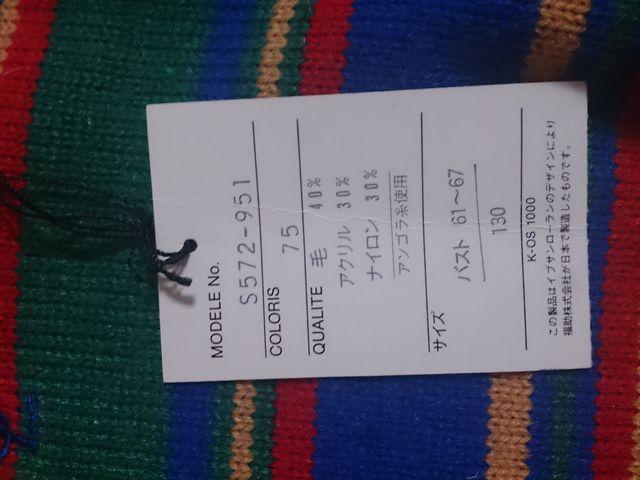 MODELE No.
S572-951
COLORIS 75
QUALITE 毛 40%
アクリル 30%
ナイロン 30%
アンゴラ糸使用
サイズ
バスト 61～67
130
K-OS 1000
この製品はイブサンローランのデザインにより
福助株式会社が日本で製造したものです。